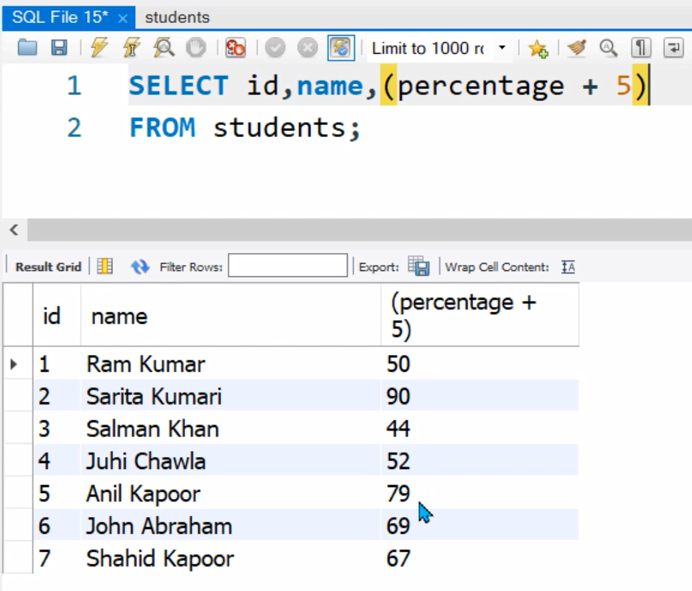 SQL File 15* × students
Limit to 1000 rc
1 SELECT id,name,(percentage + 5)
2 FROM students;
Result Grid Filter Rows: Export: Wrap Cell Content: IA
id name (percentage +
5)
1 Ram Kumar 50
2 Sarita Kumari 90
3 Salman Khan 44
4 Juhi Chawla 52
5 Anil Kapoor 79
6 John Abraham 69
7 Shahid Kapoor 67